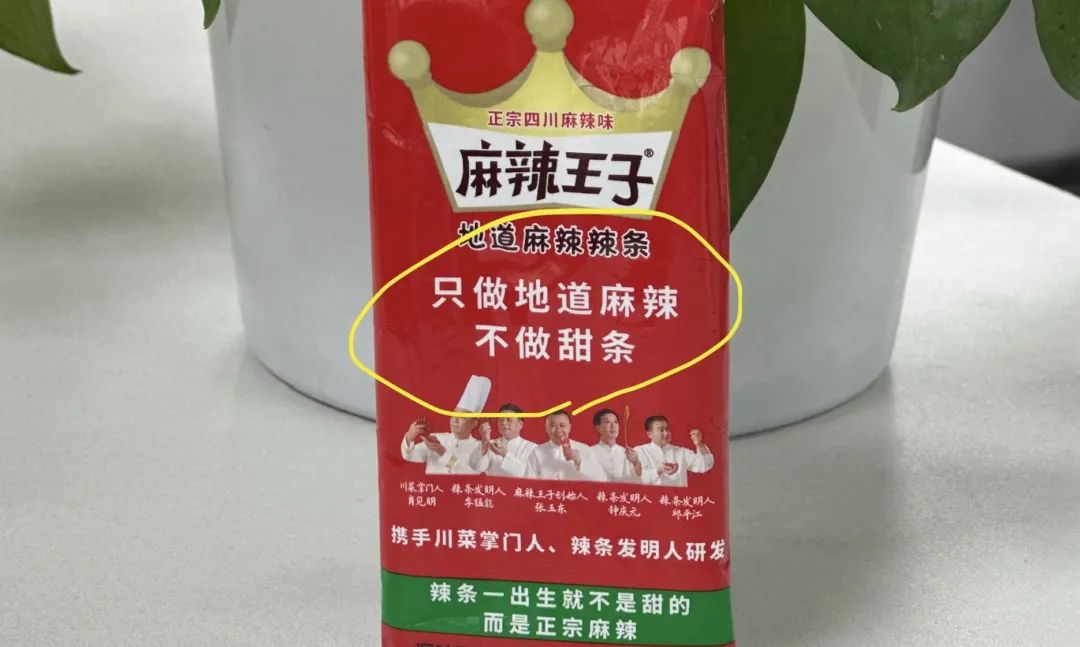 正宗四川麻辣味
麻辣王子®
地道麻辣辣条
只做地道麻辣
不做甜条
川菜掌门人 辣条发明人 麻辣王子创始人 辣条发明人 辣条发明人
肖见明 李猛能 张玉东 钟庆元 邱平江
携手川菜掌门人、辣条发明人研发
辣条一出生就不是甜的
而是正宗麻辣